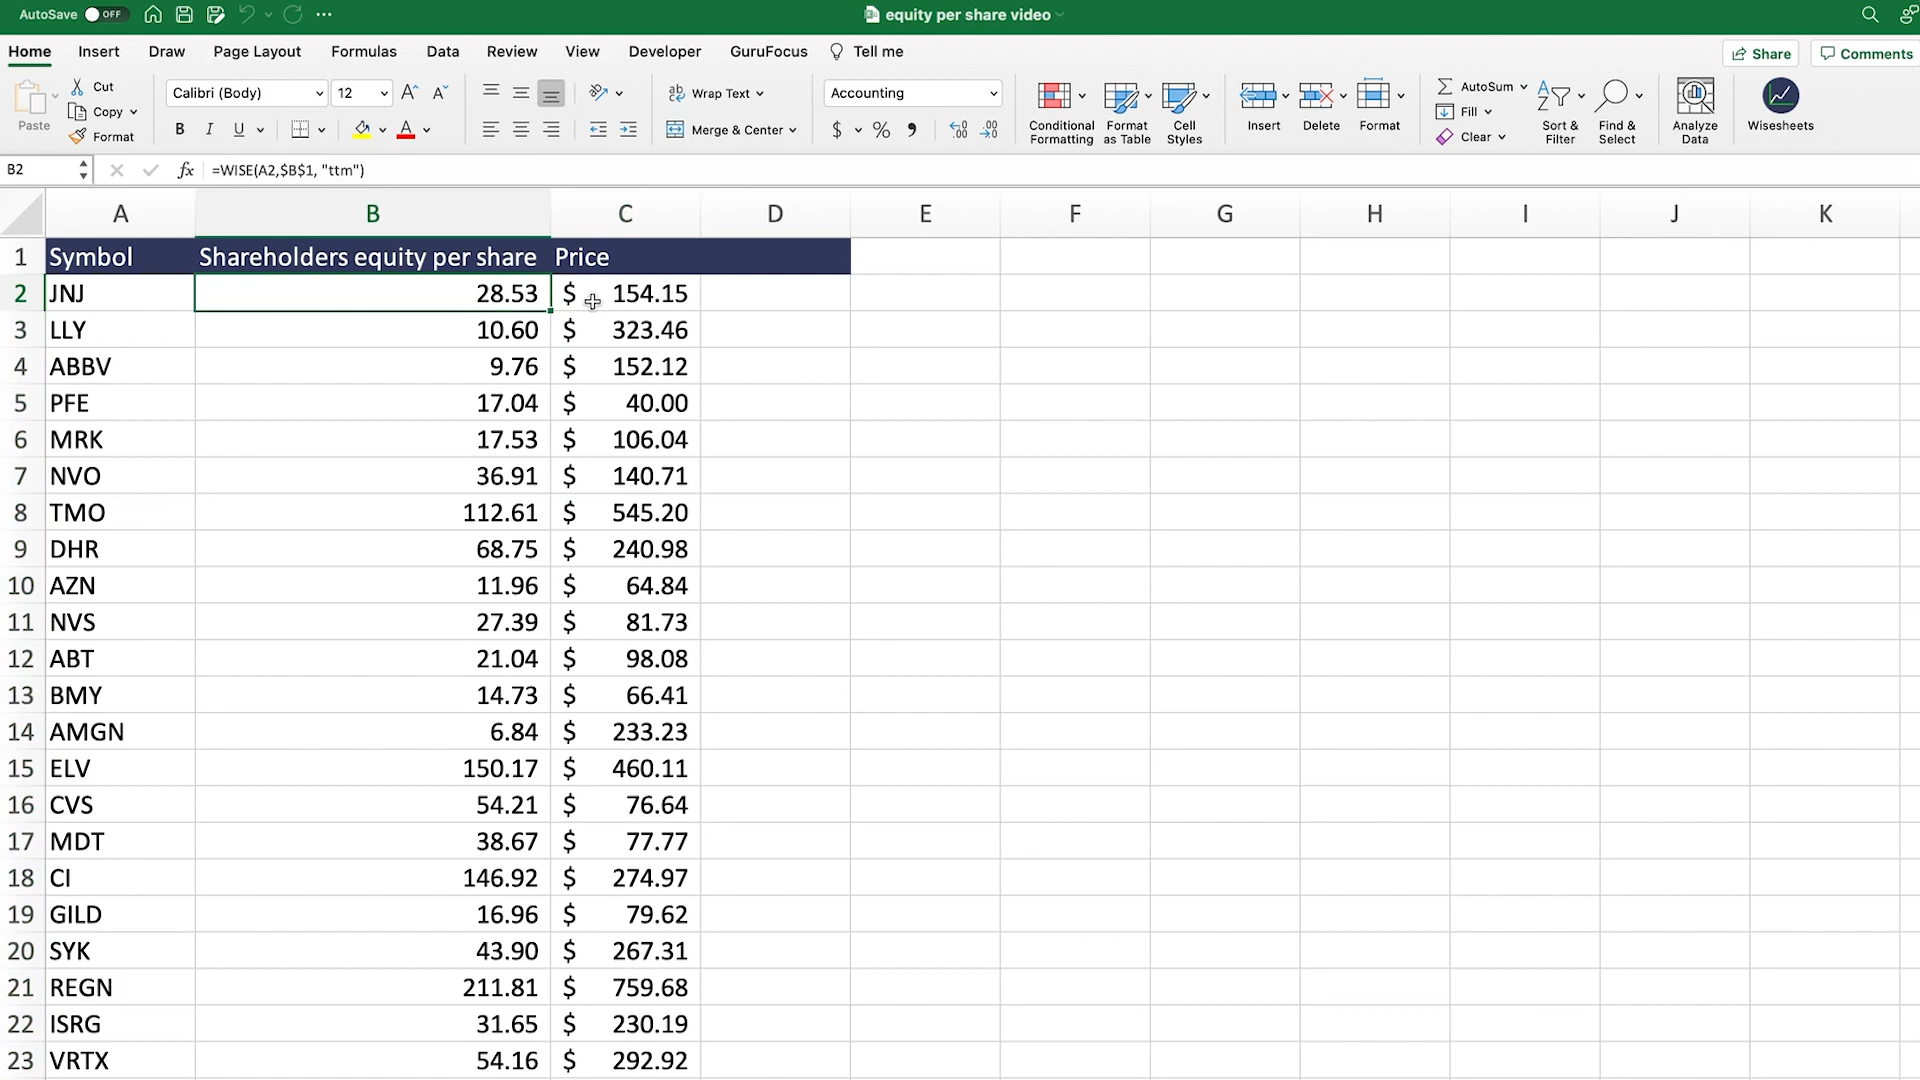 AutoSave OFF
equity per share video
Home Insert Draw Page Layout Formulas Data Review View Developer GuruFocus Tell me
Share Comments
Paste
Cut
Copy
Format
Calibri (Body) 12
A A
B I U A
Wrap Text
Merge & Center
Accounting
$ % ,
Conditional Formatting
Format as Table
Cell Styles
Insert
Delete
Format
AutoSum
Fill
Clear
Sort & Filter
Find & Select
Analyze Data
Wisesheets
B2 fx =WISE(A2,$B$1, "ttm")
A B C D E F G H I J K
1 Symbol Shareholders equity per share Price
2 JNJ 28.53 $ 154.15
3 LLY 10.60 $ 323.46
4 ABBV 9.76 $ 152.12
5 PFE 17.04 $ 40.00
6 MRK 17.53 $ 106.04
7 NVO 36.91 $ 140.71
8 TMO 112.61 $ 545.20
9 DHR 68.75 $ 240.98
10 AZN 11.96 $ 64.84
11 NVS 27.39 $ 81.73
12 ABT 21.04 $ 98.08
13 BMY 14.73 $ 66.41
14 AMGN 6.84 $ 233.23
15 ELV 150.17 $ 460.11
16 CVS 54.21 $ 76.64
17 MDT 38.67 $ 77.77
18 CI 146.92 $ 274.97
19 GILD 16.96 $ 79.62
20 SYK 43.90 $ 267.31
21 REGN 211.81 $ 759.68
22 ISRG 31.65 $ 230.19
23 VRTX 54.16 $ 292.92